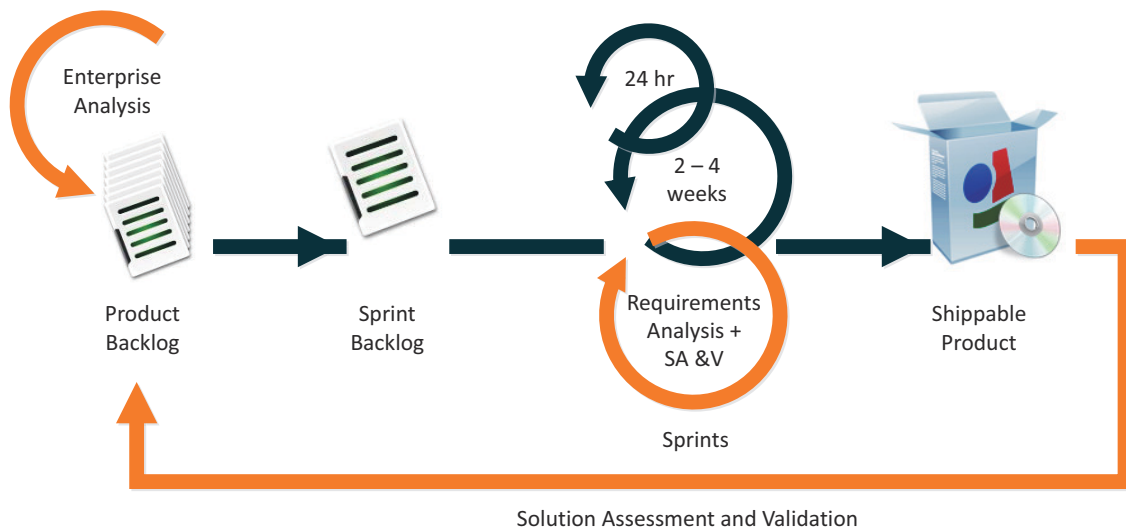 Enterprise
Analysis
24 hr
2 – 4
weeks
Product
Backlog
Sprint
Backlog
Requirements
Analysis +
SA &V
Shippable
Product
Sprints
Solution Assessment and Validation